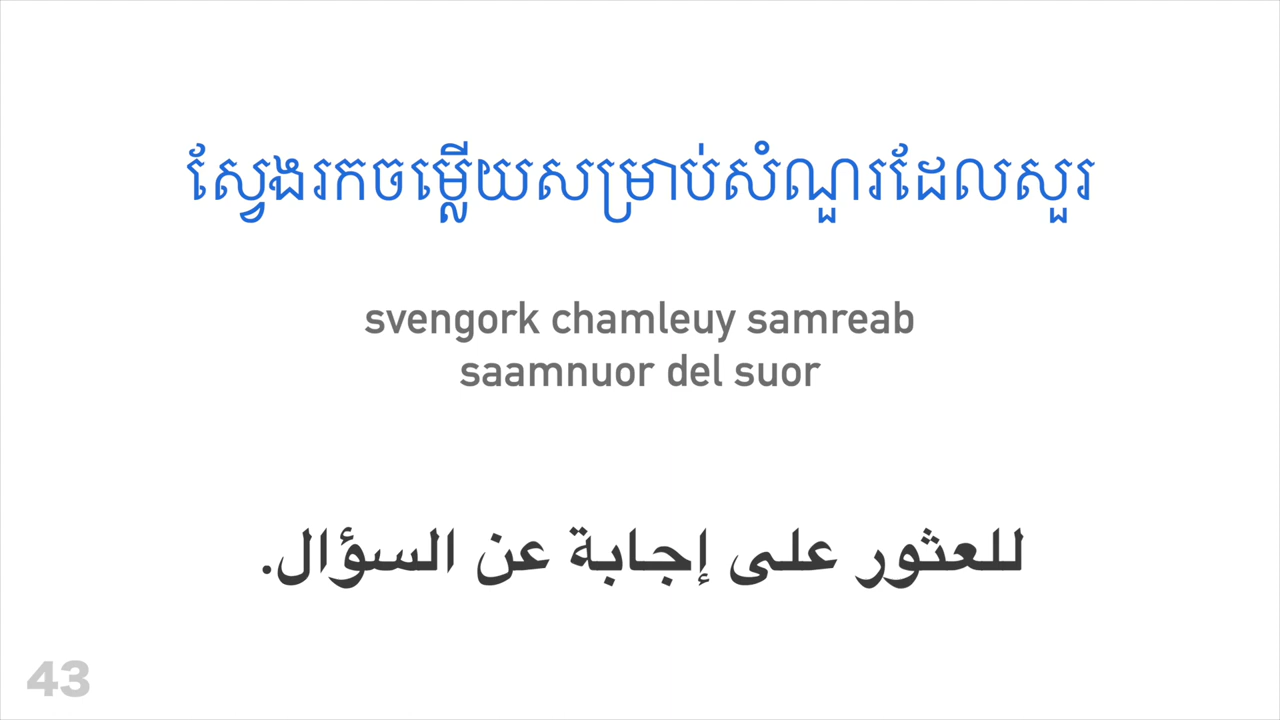 ស្វែងរកចម្លើយសម្រាប់សំណួរដែលសួរ
svengork chamleuy samreab
saamnuor del suor
للعثور على إجابة عن السؤال.
43